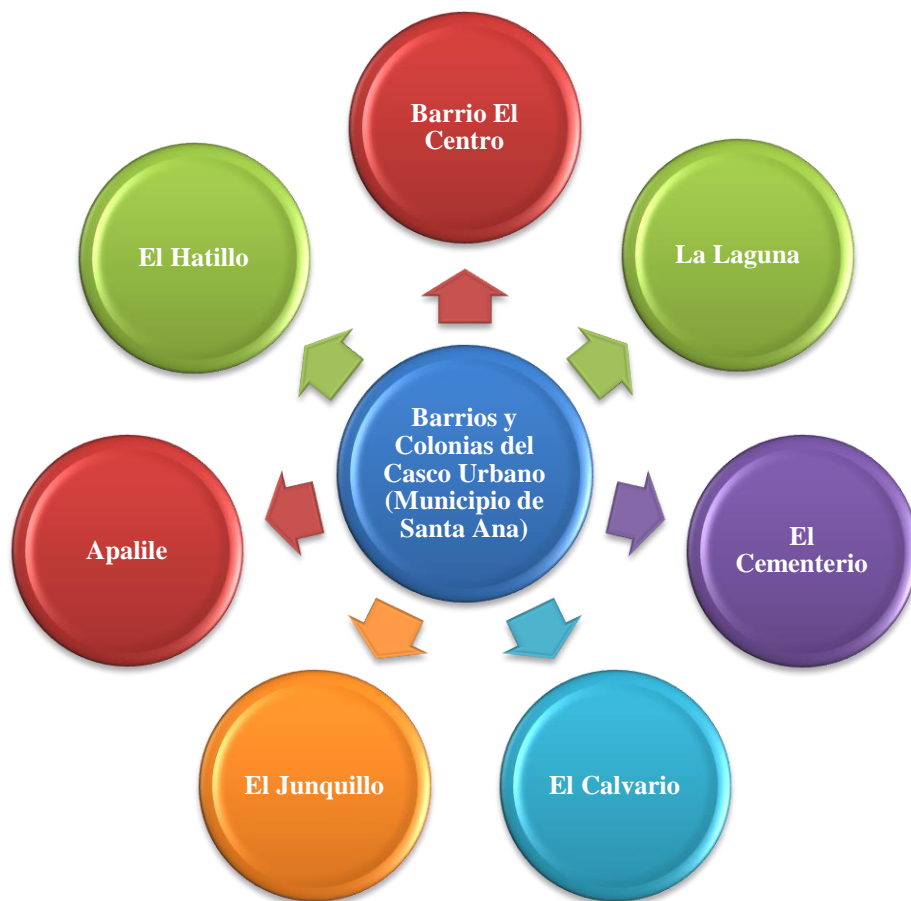 Barrio El
Centro
La Laguna
El
Cementerio
El Calvario
El Junquillo
Apalile
El Hatillo
Barrios y
Colonias del
Casco Urbano
(Municipio de
Santa Ana)